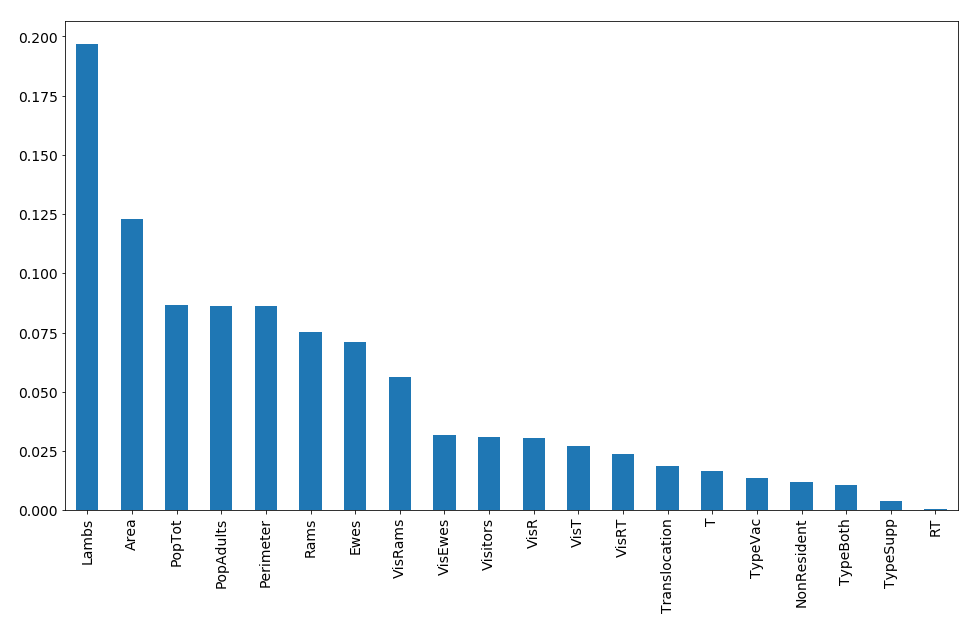 0.200
0.175
0.150
0.125
0.100
0.075
0.050
0.025
0.000
Lambs
Area
PopTot
PopAdults
Perimeter
Rams
Ewes
VisRams
VisEwes
Visitors
VisR
VisT
VisRT
Translocation
T
TypeVac
NonResident
TypeBoth
TypeSupp
RT